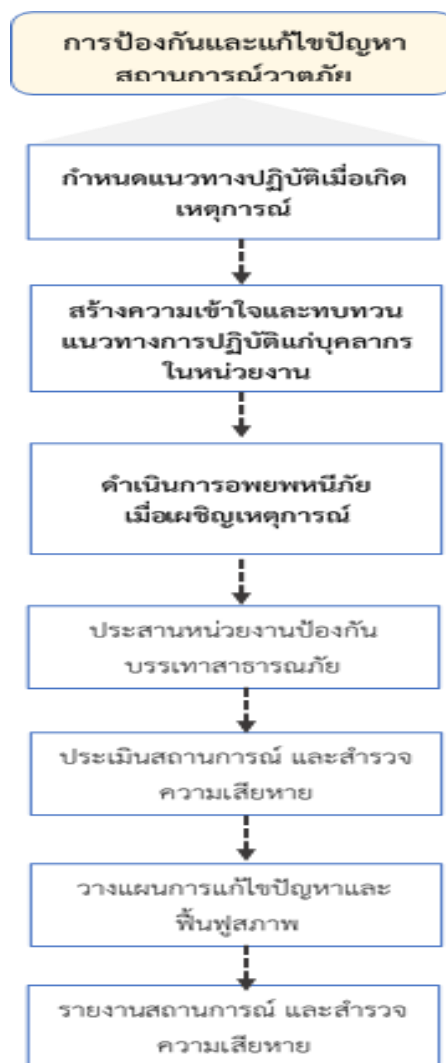 การป้องกันและแก้ไขปัญหา
สถานการณ์วาตภัย
กำหนดแนวทางปฏิบัติเมื่อเกิด
เหตุการณ์
สร้างความเข้าใจและทบทวน
แนวทางการปฏิบัติแก่บุคลากร
ในหน่วยงาน
ดำเนินการอพยพหนีภัย
เมื่อเผชิญเหตุการณ์
ประสานหน่วยงานป้องกัน
บรรเทาสาธารณภัย
ประเมินสถานการณ์ และสำรวจ
ความเสียหาย
วางแผนการแก้ไขปัญหาและ
ฟื้นฟูสภาพ
รายงานสถานการณ์ และสำรวจ
ความเสียหาย